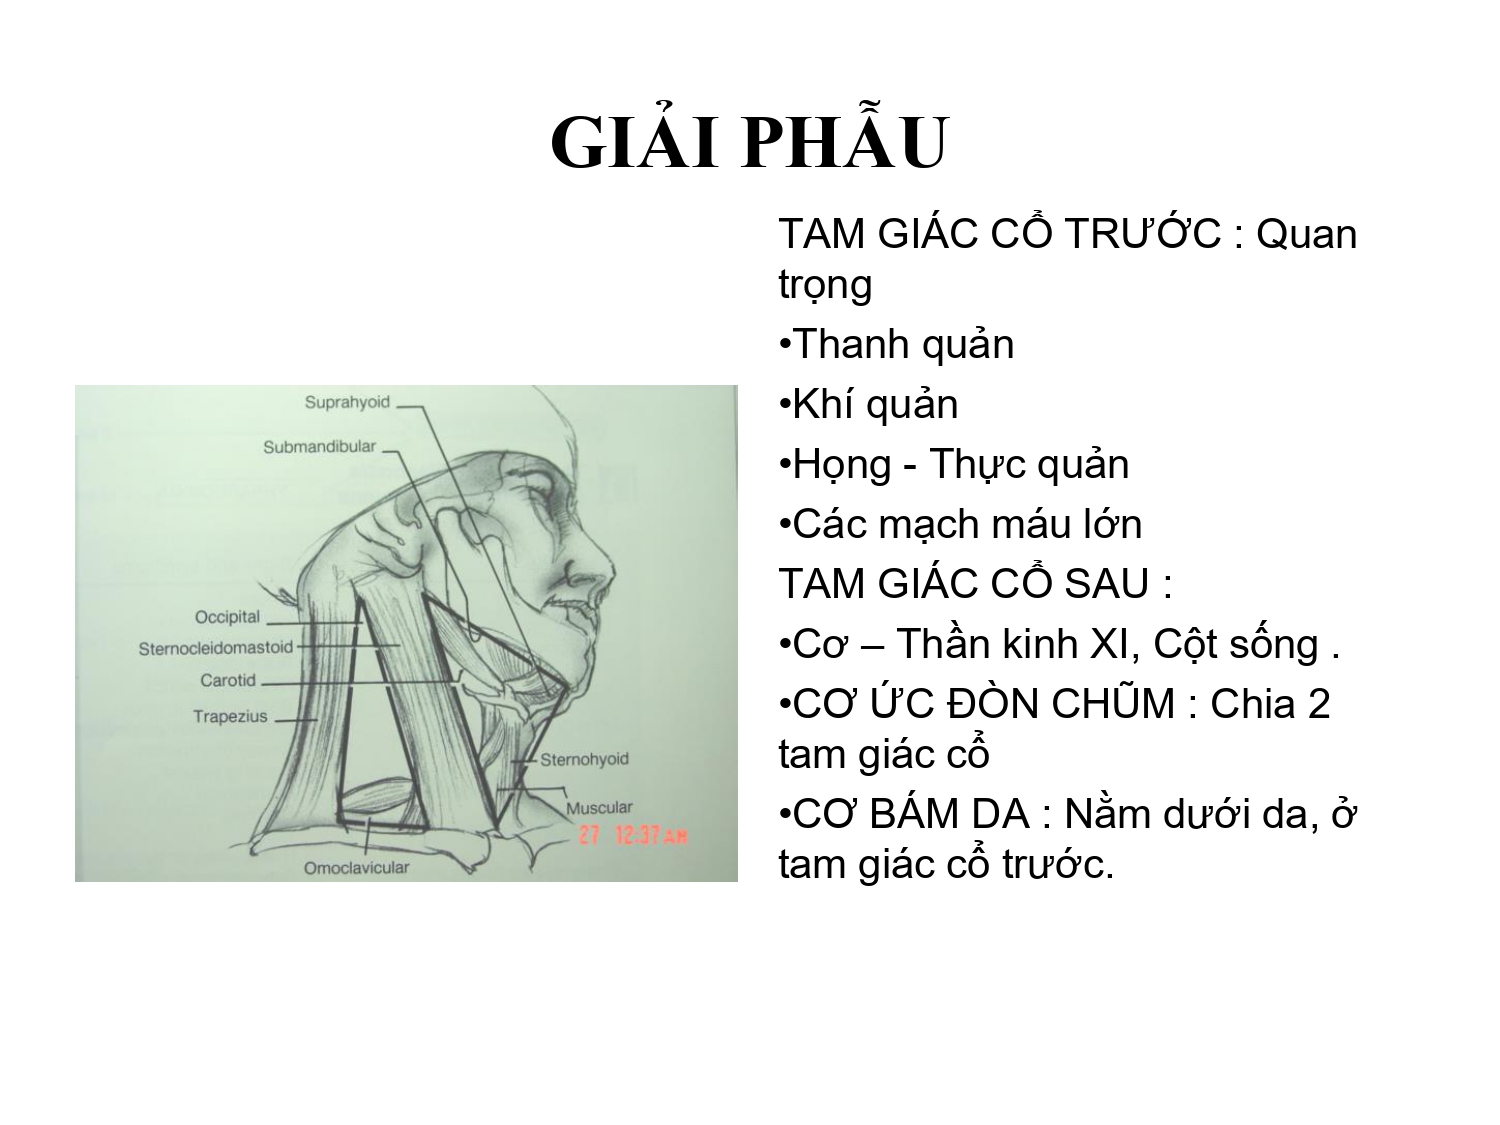 GIẢI PHẪU
TAM GIÁC CỔ TRƯỚC : Quan
trọng
•Thanh quản
•Khí quản
•Họng - Thực quản
•Các mạch máu lớn
TAM GIÁC CỔ SAU :
•Cơ – Thần kinh XI, Cột sống .
•CƠ ỨC ĐÒN CHŨM : Chia 2
tam giác cổ
•CƠ BÁM DA : Nằm dưới da, ở
tam giác cổ trước.
Suprahyoid
Submandibular
Occipital
Sternocleidomastoid
Carotid
Trapezius
Sternohyoid
Muscular
27 12:37AM
Omoclavicular